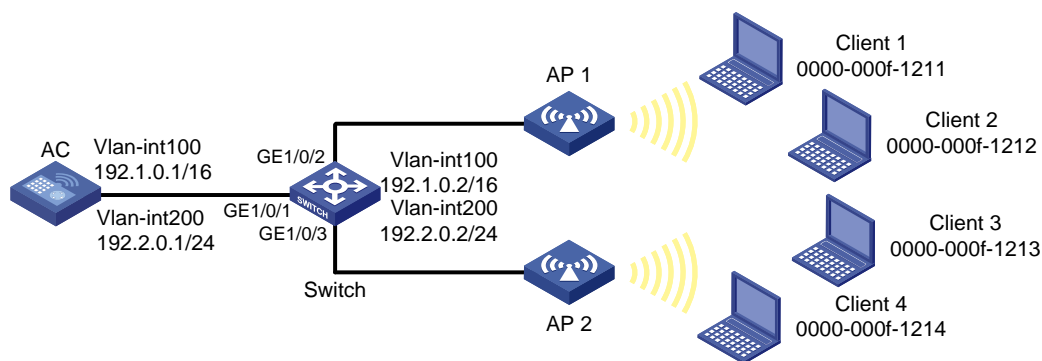 AC
Vlan-int100
192.1.0.1/16
Vlan-int200
192.2.0.1/24
GE1/0/2
GE1/0/1
GE1/0/3
SWITCH
Switch
Vlan-int100
192.1.0.2/16
Vlan-int200
192.2.0.2/24
AP 1
AP 2
Client 1
0000-000f-1211
Client 2
0000-000f-1212
Client 3
0000-000f-1213
Client 4
0000-000f-1214